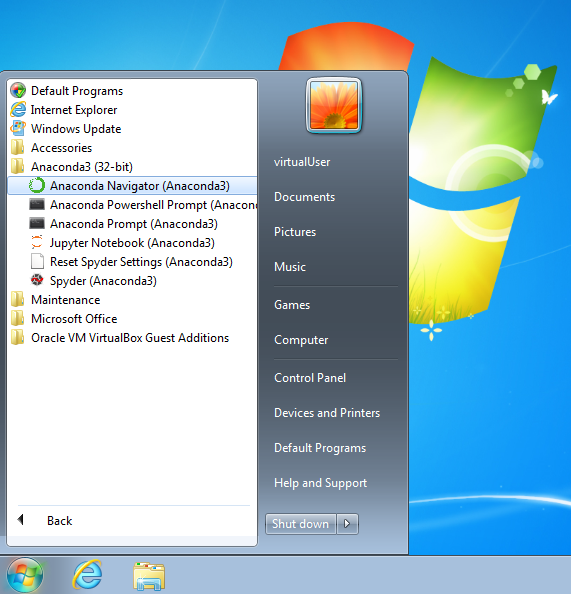 Default Programs
Internet Explorer
Windows Update
Accessories
Anaconda3 (32-bit)
Anaconda Navigator (Anaconda3)
Anaconda Powershell Prompt (Anacon
Anaconda Prompt (Anaconda3)
Jupyter Notebook (Anaconda3)
Reset Spyder Settings (Anaconda3)
Spyder (Anaconda3)
Maintenance
Microsoft Office
Oracle VM VirtualBox Guest Additions
Back
virtualUser
Documents
Pictures
Music
Games
Computer
Control Panel
Devices and Printers
Default Programs
Help and Support
Shut down